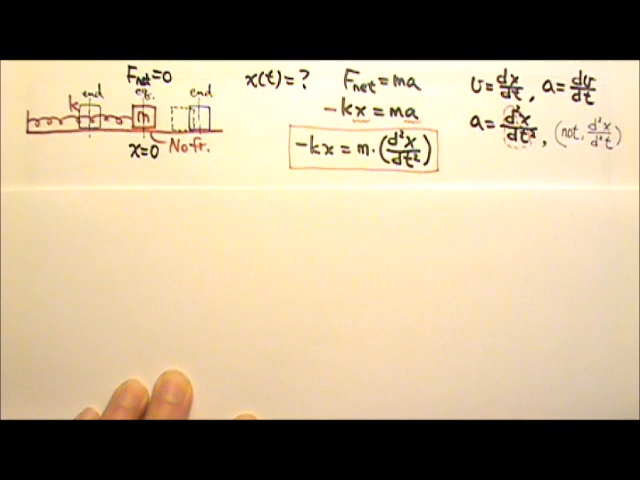 F_net = 0
k end eq. end
m
x=0 No fr.
x(t) = ?
F_net = ma
-kx = ma
-kx = m·(d²x/dt²)
υ = dx/dt, a = dυ/dt
a = d²x/dt², (not, d²x/d²t)